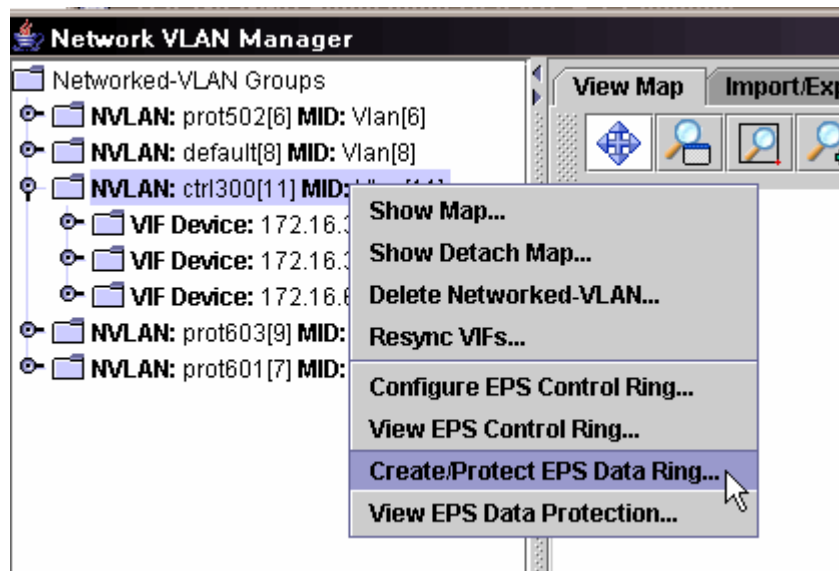 Network VLAN Manager
Networked-VLAN Groups
NVLAN: prot502[6] MID: Vlan[6]
NVLAN: default[8] MID: Vlan[8]
NVLAN: ctrl300[11] MID:
VIF Device: 172.16.
VIF Device: 172.16.
VIF Device: 172.16.
NVLAN: prot603[9] MID:
NVLAN: prot601[7] MID:
View Map
Import/Exp
Show Map...
Show Detach Map...
Delete Networked-VLAN...
Resync VIFs...
Configure EPS Control Ring...
View EPS Control Ring...
Create/Protect EPS Data Ring...
View EPS Data Protection...